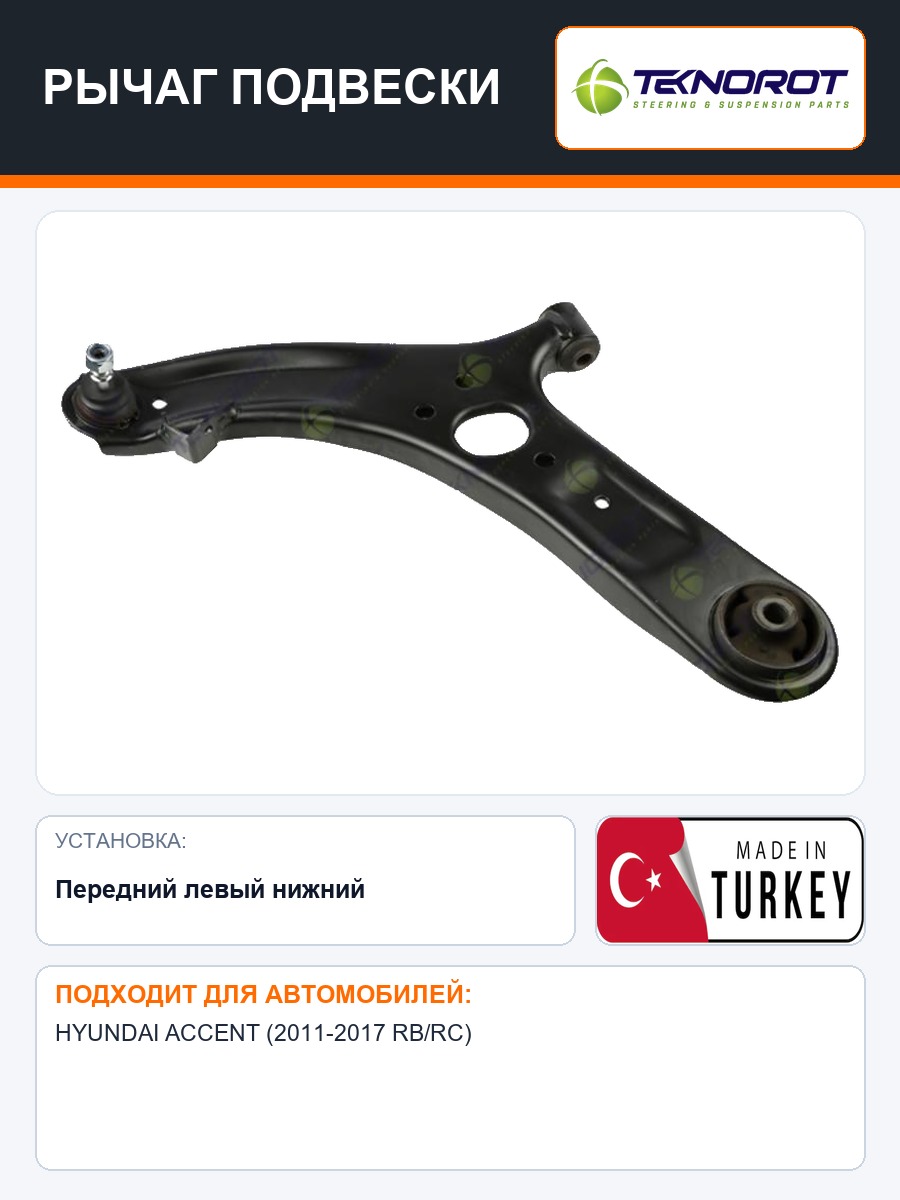 РЫЧАГ ПОДВЕСКИ
TEKNOROT
STEERING & SUSPENSION PARTS
УСТАНОВКА:
Передний левый нижний
MADE IN
TURKEY
ПОДХОДИТ ДЛЯ АВТОМОБИЛЕЙ:
HYUNDAI ACCENT (2011-2017 RB/RC)